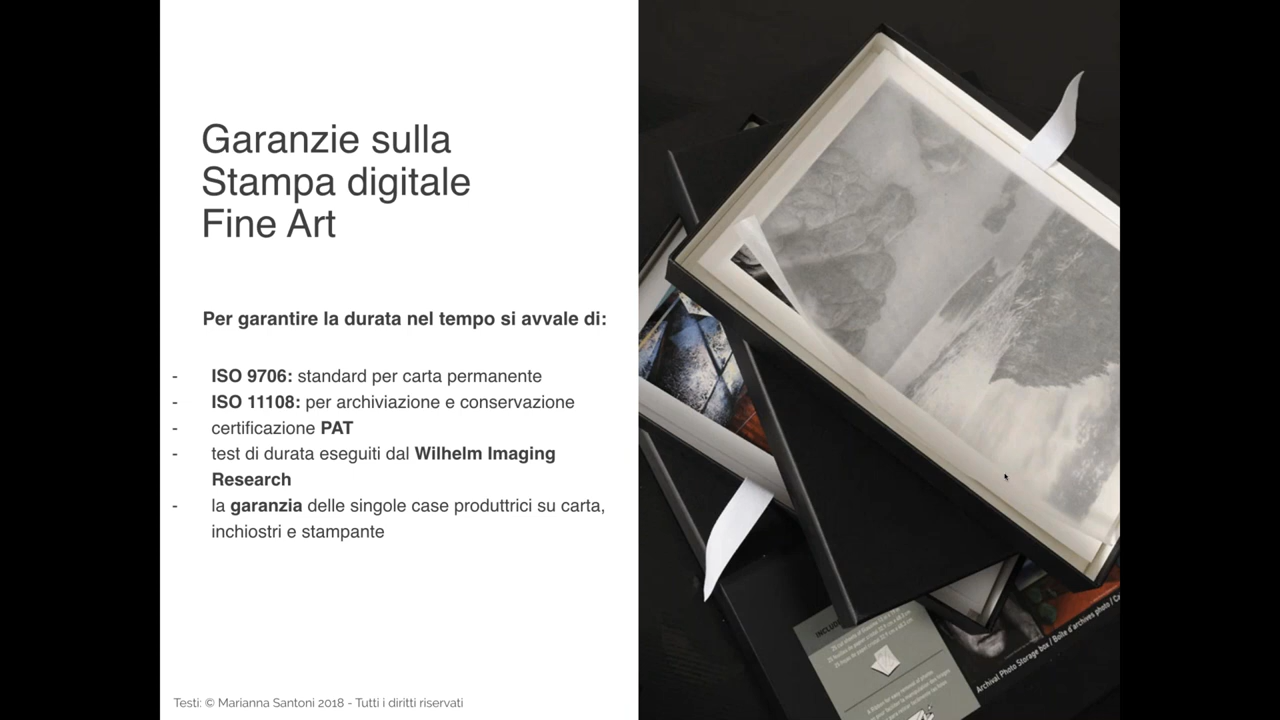 Garanzie sulla
Stampa digitale
Fine Art
Per garantire la durata nel tempo si avvale di:
- ISO 9706: standard per carta permanente
- ISO 11108: per archiviazione e conservazione
- certificazione PAT
- test di durata eseguiti dal Wilhelm Imaging
Research
- la garanzia delle singole case produttrici su carta,
inchiostri e stampante
Testi: © Marianna Santoni 2018 - Tutti i diritti riservati
Archival Photo Storage box / Boîte d'archives photo /